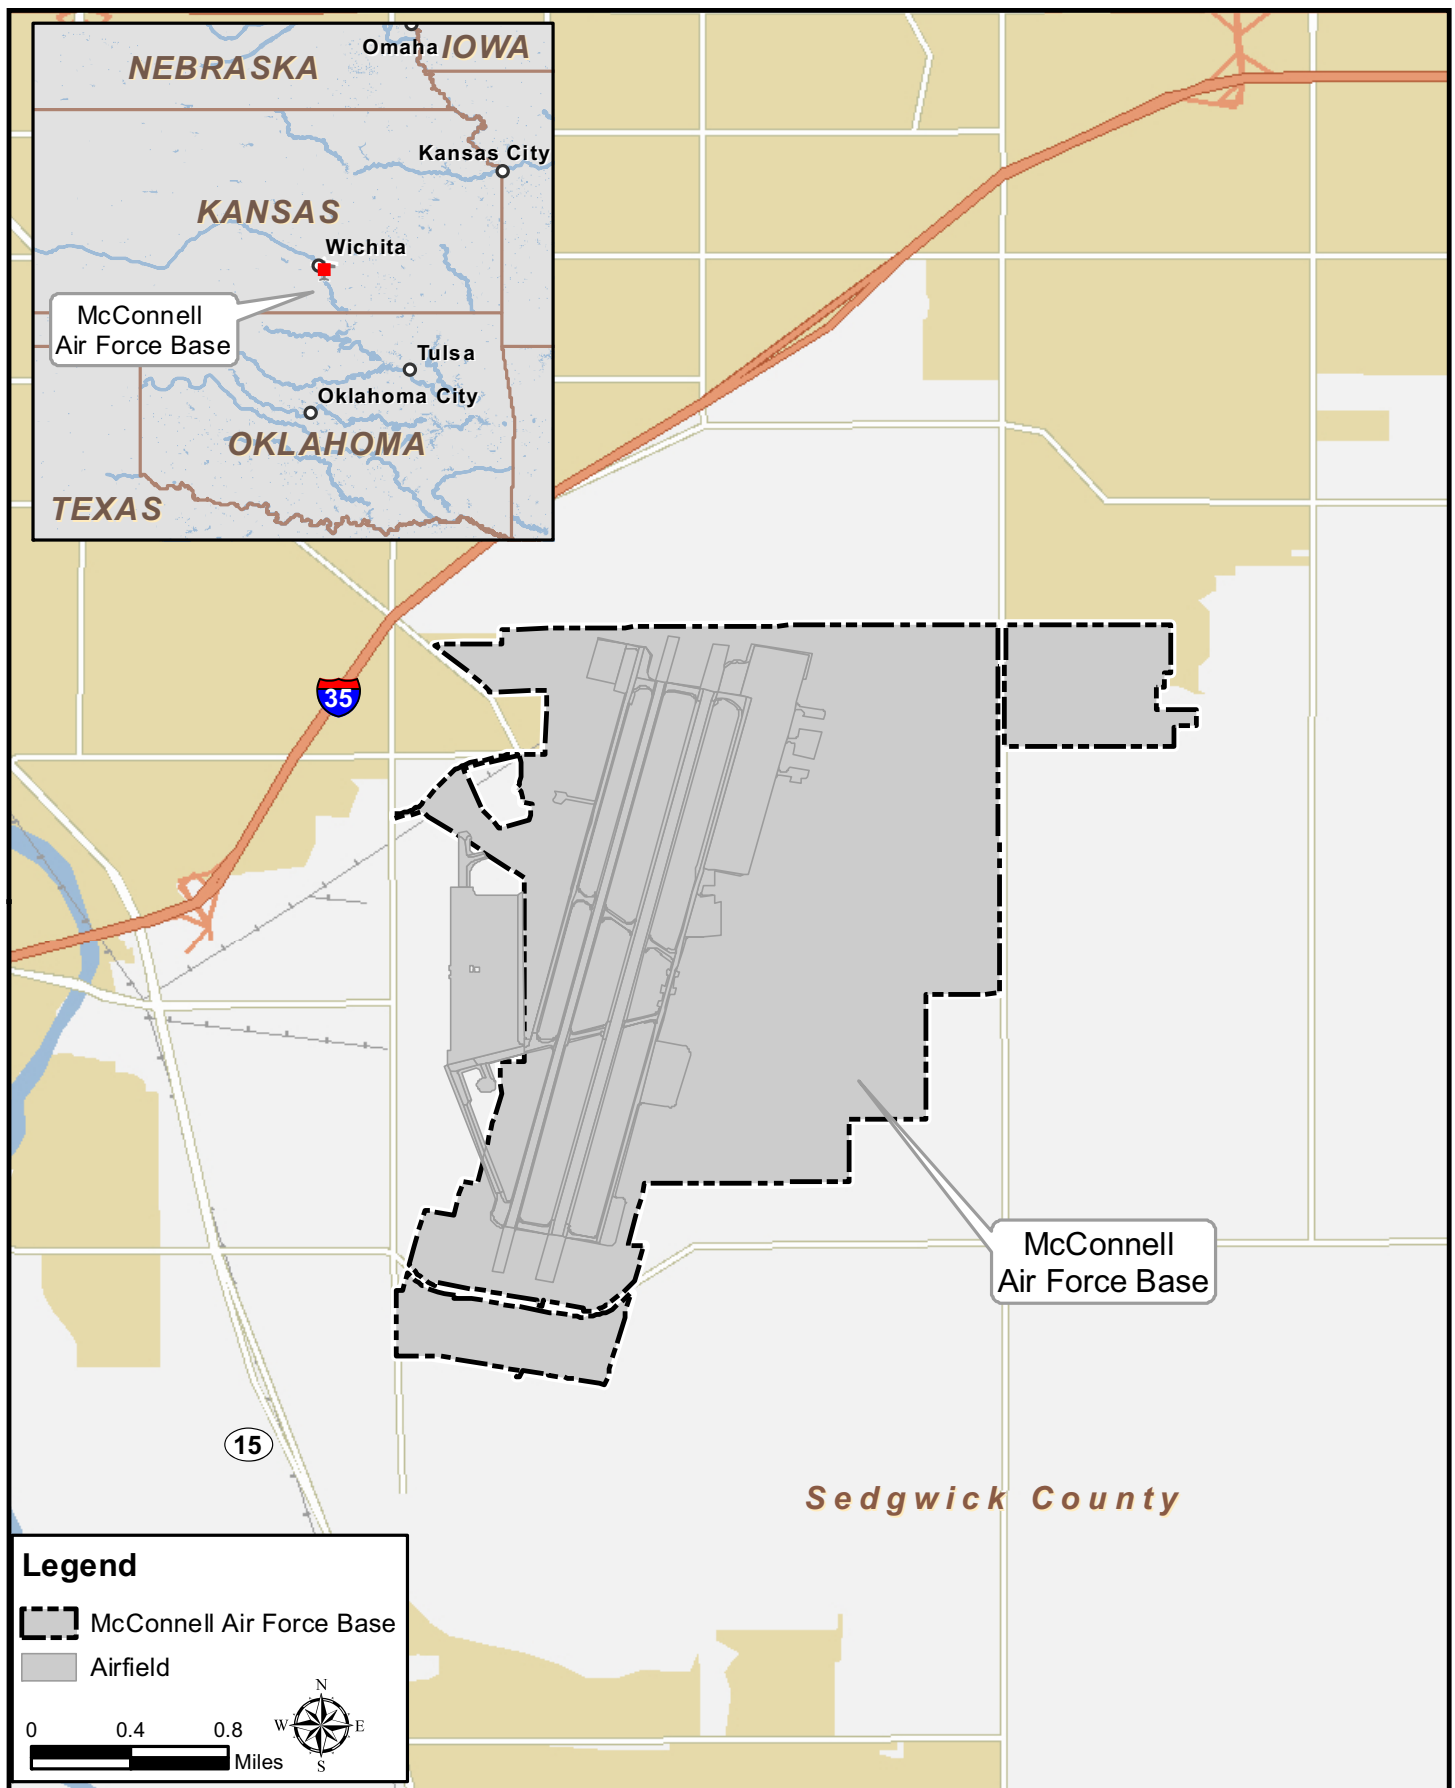 Omaha
IOWA
NEBRASKA
Kansas City
KANSAS
Wichita
McConnell
Air Force Base
Tulsa
Oklahoma City
OKLAHOMA
TEXAS
35
McConnell
Air Force Base
15
Sedgwick County
Legend
McConnell Air Force Base
Airfield
N
W
E
S
0
0.4
0.8
Miles